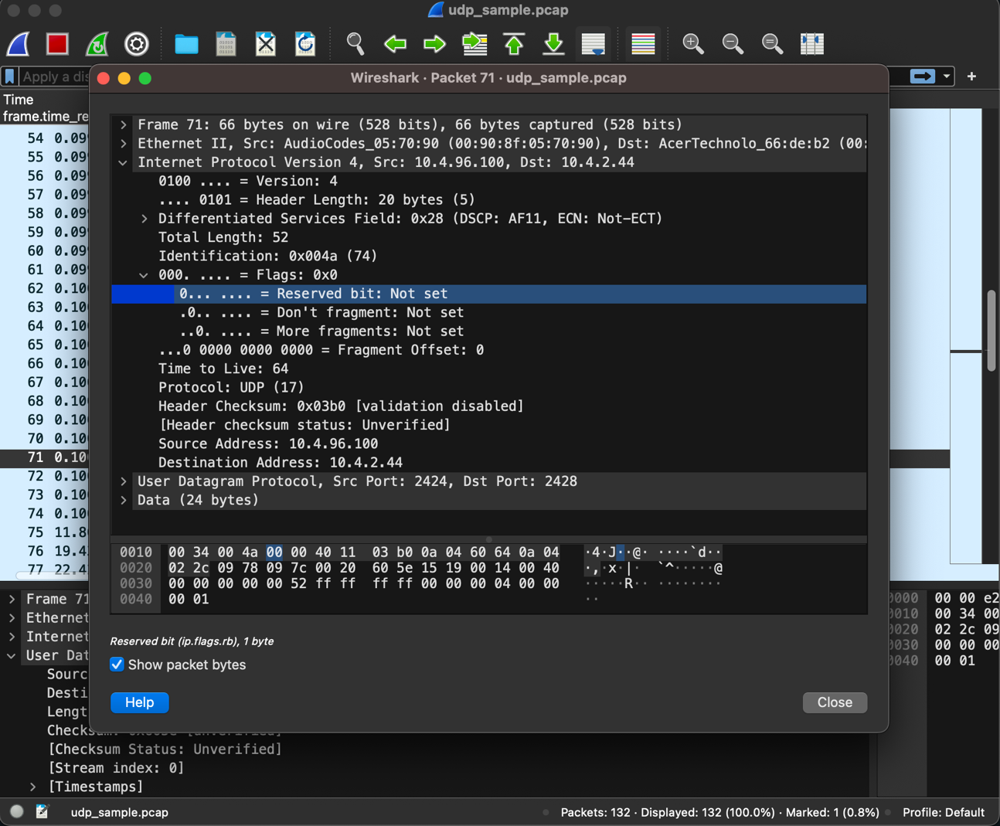 udp_sample.pcap
Apply a dis
Wireshark · Packet 71 · udp_sample.pcap
Time
frame.time_re
54 0.09
55 0.09
56 0.09
57 0.09
58 0.09
59 0.09
60 0.09
61 0.09
62 0.10
63 0.10
64 0.10
65 0.10
66 0.10
67 0.10
68 0.10
69 0.10
70 0.10
71 0.10
72 0.10
73 0.10
74 0.10
75 11.8
76 19.4
77 22.4
Frame 71: 66 bytes on wire (528 bits), 66 bytes captured (528 bits)
Ethernet II, Src: AudioCodes_05:70:90 (00:90:8f:05:70:90), Dst: AcerTechnolo_66:de:b2 (00:
Internet Protocol Version 4, Src: 10.4.96.100, Dst: 10.4.2.44
0100 .... = Version: 4
.... 0101 = Header Length: 20 bytes (5)
Differentiated Services Field: 0x28 (DSCP: AF11, ECN: Not-ECT)
Total Length: 52
Identification: 0x004a (74)
000. .... = Flags: 0x0
0... .... = Reserved bit: Not set
.0.. .... = Don't fragment: Not set
..0. .... = More fragments: Not set
...0 0000 0000 0000 = Fragment Offset: 0
Time to Live: 64
Protocol: UDP (17)
Header Checksum: 0x03b0 [validation disabled]
[Header checksum status: Unverified]
Source Address: 10.4.96.100
Destination Address: 10.4.2.44
User Datagram Protocol, Src Port: 2424, Dst Port: 2428
Data (24 bytes)
0010 00 34 00 4a 00 00 40 11 03 b0 0a 04 60 64 0a 04 ·4·J··@· ····`d··
0020 02 2c 09 78 09 7c 00 20 60 5e 15 19 00 14 00 40 ·,·x·|· `^·····@
0030 00 00 00 00 00 52 ff ff ff ff 00 00 00 04 00 00 ·····R·· ········
0040 00 01 ··
Reserved bit (ip.flags.rb), 1 byte
Show packet bytes
Help
Close
Frame 71
Ethernet
Internet
User Dat
Sourc
Desti
Lengt
Checks
[Checksum Status: Unverified]
[Stream index: 0]
[Timestamps]
0000 00 00 e2
0010 00 34 00
0020 02 2c 09
0030 00 00 00
0040 00 01
udp_sample.pcap
Packets: 132 · Displayed: 132 (100.0%) · Marked: 1 (0.8%)
Profile: Default